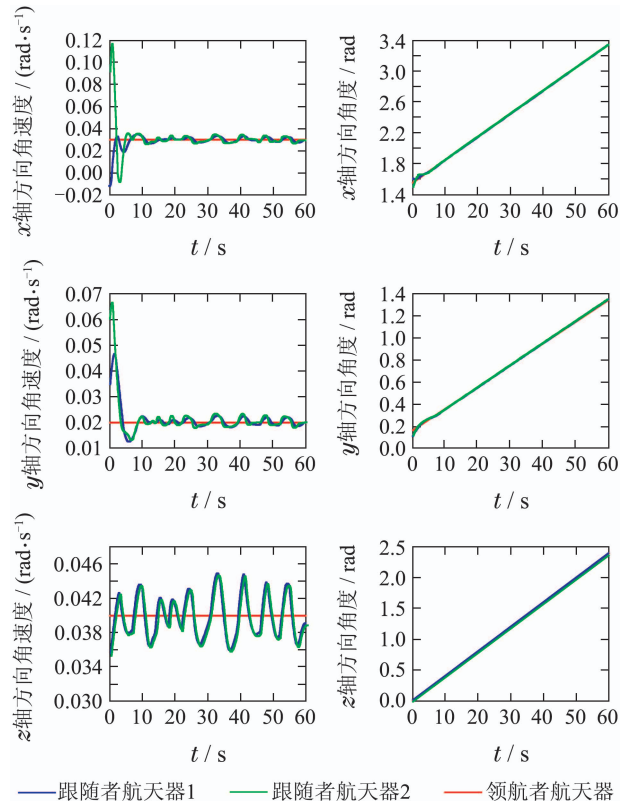 x轴方向角速度 / (rad·s⁻¹)
0.12
0.10
0.08
0.06
0.04
0.02
0.00
−0.02
0 10 20 30 40 50 60
t / s
x轴方向角度 / rad
3.4
3.0
2.6
2.2
1.8
1.4
0 10 20 30 40 50 60
t / s
y轴方向角速度 / (rad·s⁻¹)
0.07
0.06
0.05
0.04
0.03
0.02
0.01
0 10 20 30 40 50 60
t / s
y轴方向角度 / rad
1.4
1.2
1.0
0.8
0.6
0.4
0.2
0.0
0 10 20 30 40 50 60
t / s
z轴方向角速度 / (rad·s⁻¹)
0.046
0.042
0.038
0.034
0.030
0 10 20 30 40 50 60
t / s
z轴方向角度 / rad
2.5
2.0
1.5
1.0
0.5
0.0
0 10 20 30 40 50 60
t / s
跟随者航天器1 跟随者航天器2 领航者航天器